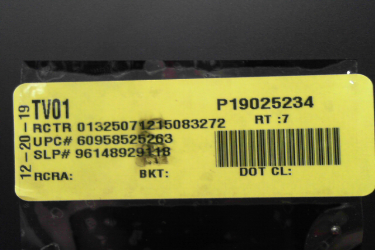 12-20-19
TV01
P19025234
RCTR 01325071215083272
RT :7
UPC# 60958525263
SLP# 96148929118
RCRA: BKT: DOT CL: